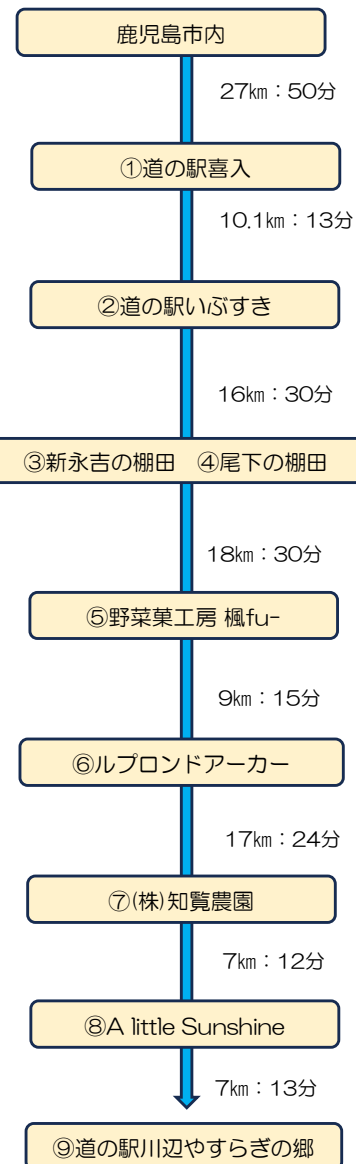 鹿児島市内
27㎞：50分
①道の駅喜入
10.1㎞：13分
②道の駅いぶすき
16㎞：30分
③新永吉の棚田　④尾下の棚田
18㎞：30分
⑤野菜菓工房 楓fu-
9㎞：15分
⑥ルプロンドアーカー
17㎞：24分
⑦(株)知覧農園
7㎞：12分
⑧A little Sunshine
7㎞：13分
⑨道の駅川辺やすらぎの郷